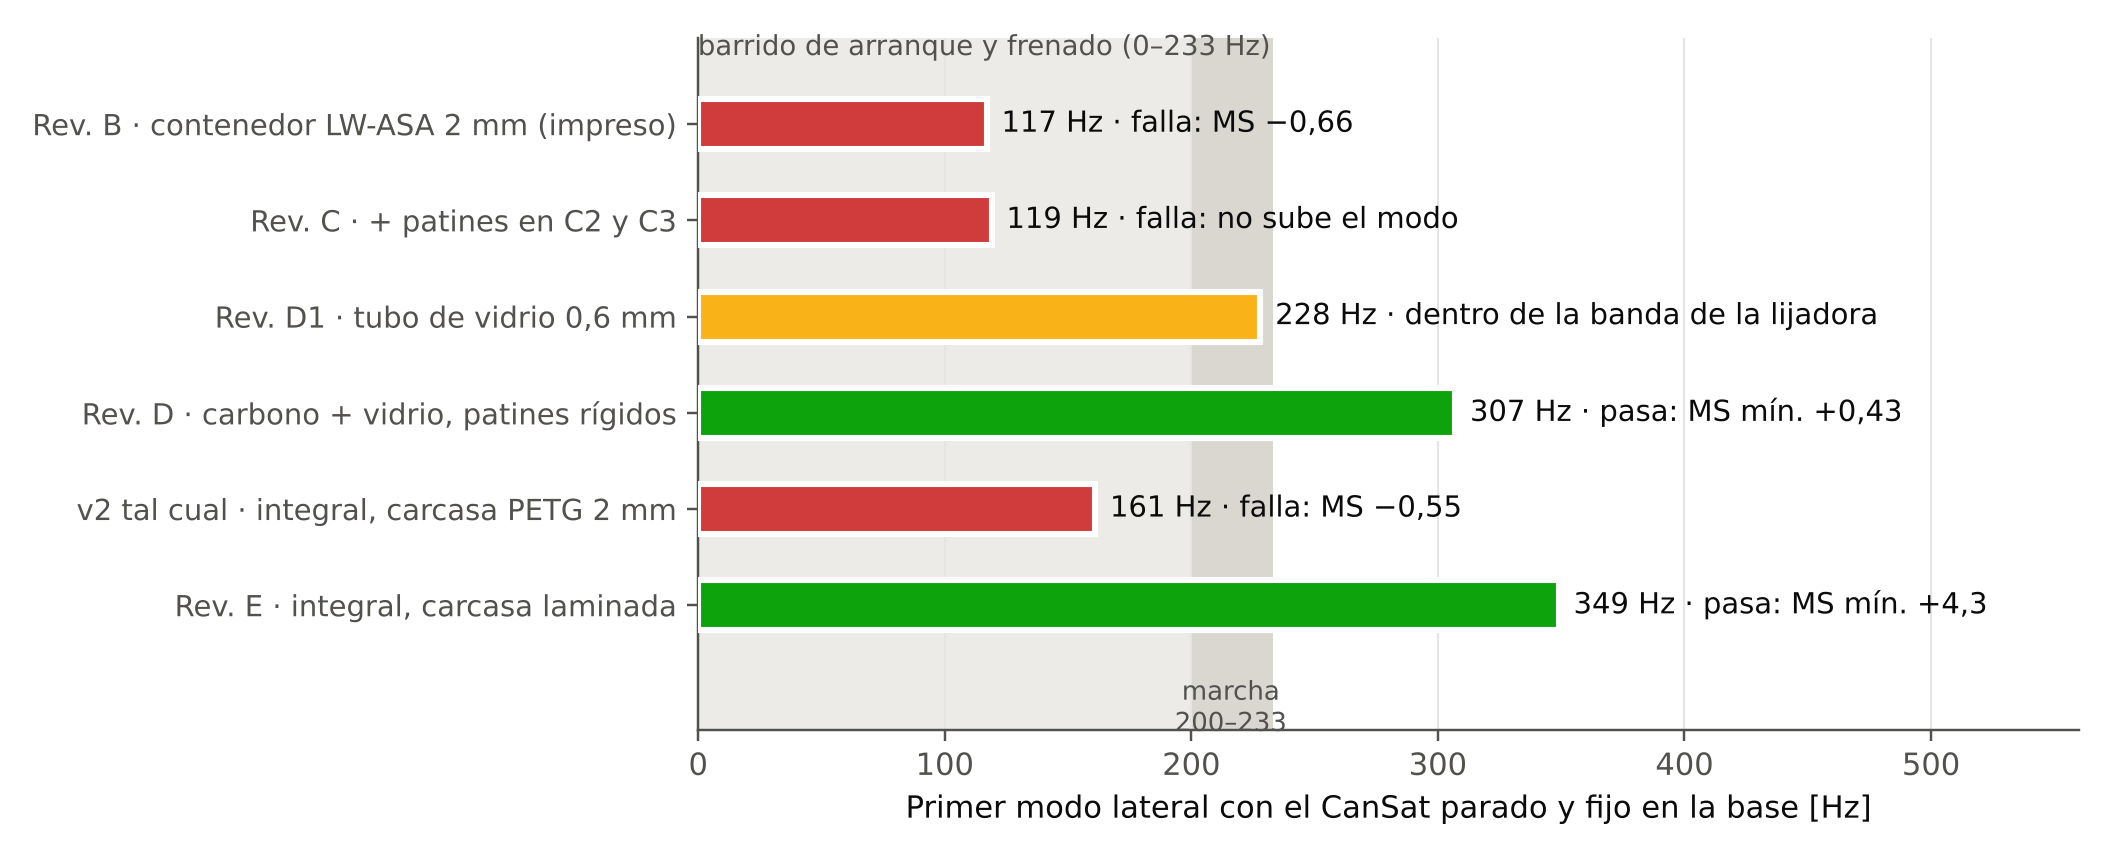 barrido de arranque y frenado (0–233 Hz)
Rev. B · contenedor LW-ASA 2 mm (impreso)
117 Hz · falla: MS −0,66
Rev. C · + patines en C2 y C3
119 Hz · falla: no sube el modo
Rev. D1 · tubo de vidrio 0,6 mm
228 Hz · dentro de la banda de la lijadora
Rev. D · carbono + vidrio, patines rígidos
307 Hz · pasa: MS mín. +0,43
v2 tal cual · integral, carcasa PETG 2 mm
161 Hz · falla: MS −0,55
Rev. E · integral, carcasa laminada
349 Hz · pasa: MS mín. +4,3
marcha
200–233
0 100 200 300 400 500
Primer modo lateral con el CanSat parado y fijo en la base [Hz]